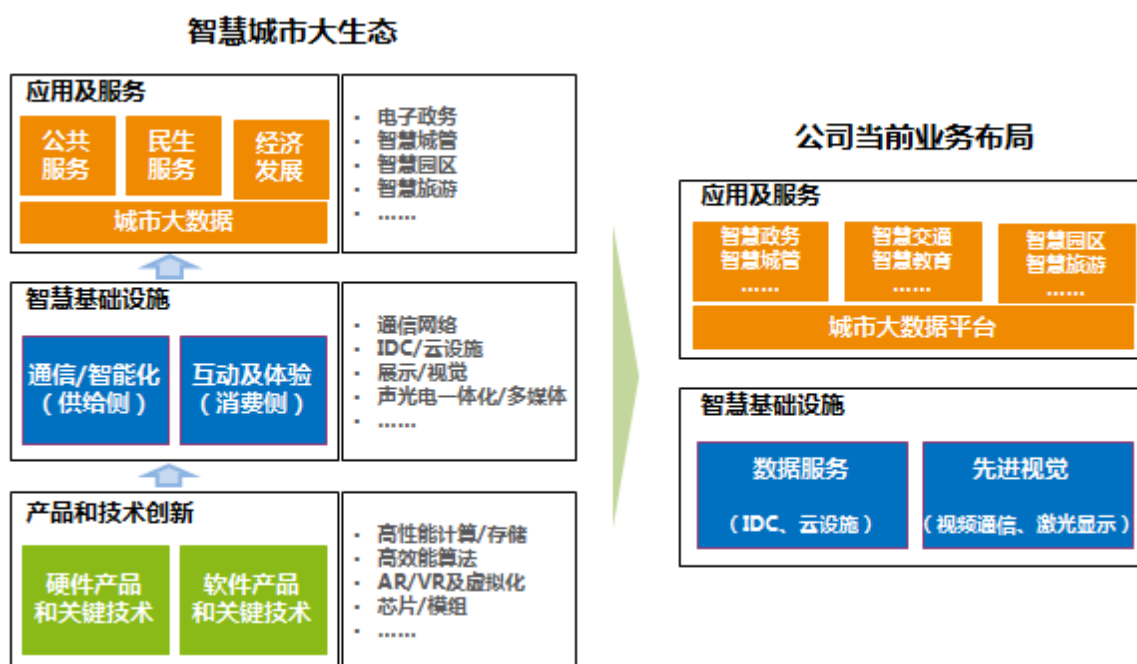 智慧城市大生态
应用及服务
公共
服务
民生
服务
经济
发展
城市大数据
▪ 电子政务
▪ 智慧城管
▪ 智慧园区
▪ 智慧旅游
▪ ……
智慧基础设施
通信/智能化
（供给侧）
互动及体验
（消费侧）
▪ 通信网络
▪ IDC/云设施
▪ 展示/视觉
▪ 声光电一体化/多媒体
▪ ……
产品和技术创新
硬件产品
和关键技术
软件产品
和关键技术
▪ 高性能计算/存储
▪ 高效能算法
▪ AR/VR及虚拟化
▪ 芯片/模组
▪ ……
公司当前业务布局
应用及服务
智慧政务
智慧城管
……
智慧交通
智慧教育
……
智慧园区
智慧旅游
……
城市大数据平台
智慧基础设施
数据服务
（IDC、云设施）
先进视觉
（视频通信、激光显示）